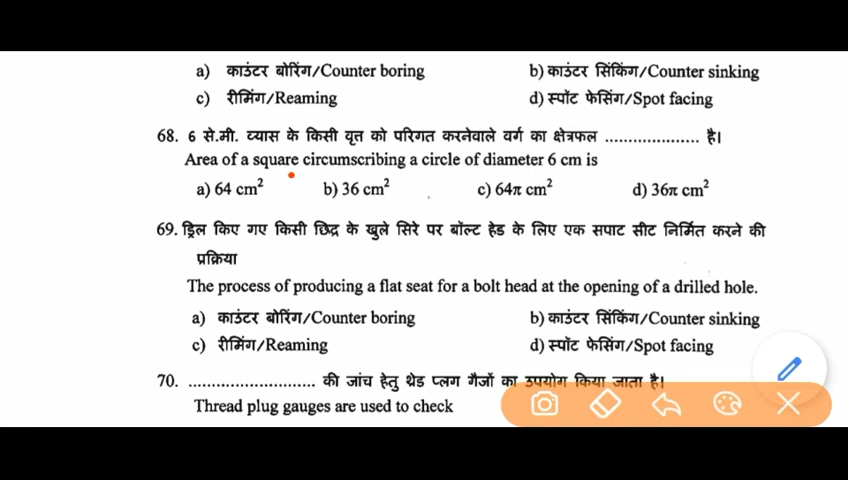 a) काउंटर बोरिंग/Counter boring b) काउंटर सिंकिंग/Counter sinking
c) रीमिंग/Reaming d) स्पॉट फेसिंग/Spot facing
68. 6 से.मी. व्यास के किसी वृत्त को परिगत करनेवाले वर्ग का क्षेत्रफल ..................... है।
Area of a square circumscribing a circle of diameter 6 cm is
a) 64 cm² b) 36 cm² c) 64π cm² d) 36π cm²
69. ड्रिल किए गए किसी छिद्र के खुले सिरे पर बॉल्ट हेड के लिए एक सपाट सीट निर्मित करने की
प्रक्रिया
The process of producing a flat seat for a bolt head at the opening of a drilled hole.
a) काउंटर बोरिंग/Counter boring b) काउंटर सिंकिंग/Counter sinking
c) रीमिंग/Reaming d) स्पॉट फेसिंग/Spot facing
70. ............................ की जांच हेतु थ्रेड प्लग गैजों का उपयोग किया जाता है।
Thread plug gauges are used to check